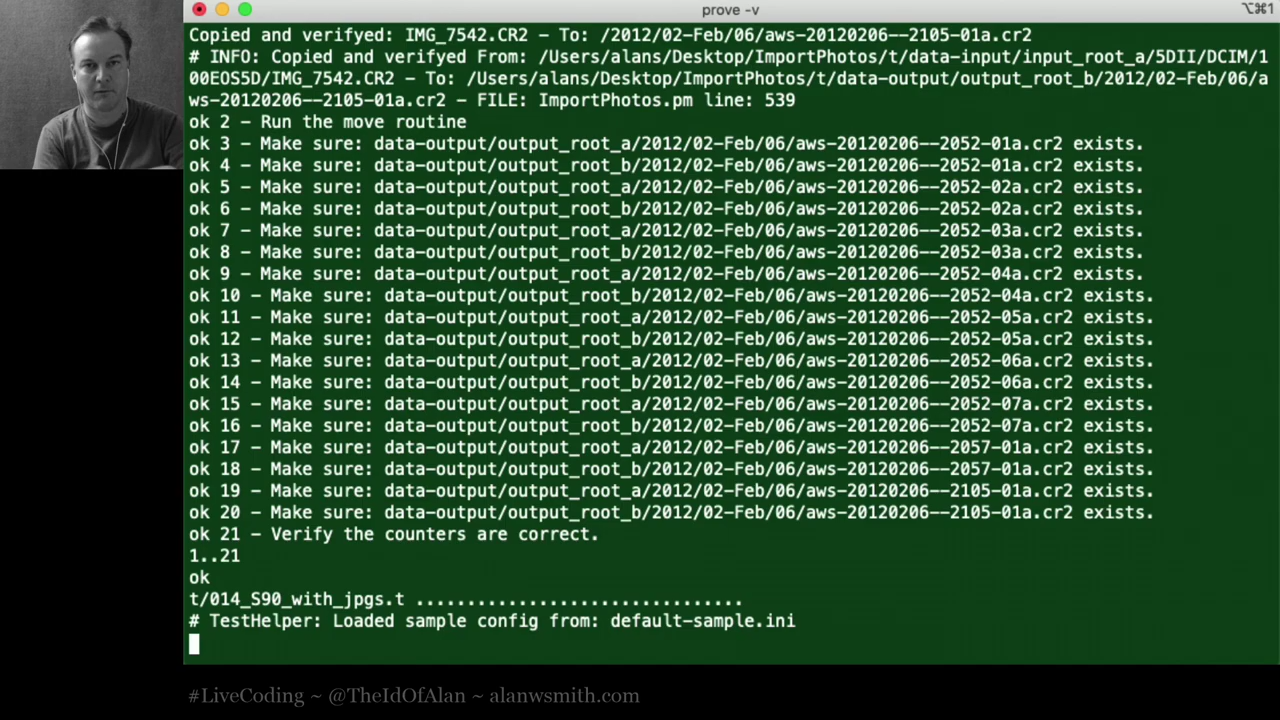 prove -v
⌥⌘1
Copied and verifyed: IMG_7542.CR2 - To: /2012/02-Feb/06/aws-20120206--2105-01a.cr2
# INFO: Copied and verifyed From: /Users/alans/Desktop/ImportPhotos/t/data-input/input_root_a/5DII/DCIM/1
00EOS5D/IMG_7542.CR2 - To: /Users/alans/Desktop/ImportPhotos/t/data-output/output_root_b/2012/02-Feb/06/a
ws-20120206--2105-01a.cr2 - FILE: ImportPhotos.pm line: 539
ok 2 - Run the move routine
ok 3 - Make sure: data-output/output_root_a/2012/02-Feb/06/aws-20120206--2052-01a.cr2 exists.
ok 4 - Make sure: data-output/output_root_b/2012/02-Feb/06/aws-20120206--2052-01a.cr2 exists.
ok 5 - Make sure: data-output/output_root_a/2012/02-Feb/06/aws-20120206--2052-02a.cr2 exists.
ok 6 - Make sure: data-output/output_root_b/2012/02-Feb/06/aws-20120206--2052-02a.cr2 exists.
ok 7 - Make sure: data-output/output_root_a/2012/02-Feb/06/aws-20120206--2052-03a.cr2 exists.
ok 8 - Make sure: data-output/output_root_b/2012/02-Feb/06/aws-20120206--2052-03a.cr2 exists.
ok 9 - Make sure: data-output/output_root_a/2012/02-Feb/06/aws-20120206--2052-04a.cr2 exists.
ok 10 - Make sure: data-output/output_root_b/2012/02-Feb/06/aws-20120206--2052-04a.cr2 exists.
ok 11 - Make sure: data-output/output_root_a/2012/02-Feb/06/aws-20120206--2052-05a.cr2 exists.
ok 12 - Make sure: data-output/output_root_b/2012/02-Feb/06/aws-20120206--2052-05a.cr2 exists.
ok 13 - Make sure: data-output/output_root_a/2012/02-Feb/06/aws-20120206--2052-06a.cr2 exists.
ok 14 - Make sure: data-output/output_root_b/2012/02-Feb/06/aws-20120206--2052-06a.cr2 exists.
ok 15 - Make sure: data-output/output_root_a/2012/02-Feb/06/aws-20120206--2052-07a.cr2 exists.
ok 16 - Make sure: data-output/output_root_b/2012/02-Feb/06/aws-20120206--2052-07a.cr2 exists.
ok 17 - Make sure: data-output/output_root_a/2012/02-Feb/06/aws-20120206--2057-01a.cr2 exists.
ok 18 - Make sure: data-output/output_root_b/2012/02-Feb/06/aws-20120206--2057-01a.cr2 exists.
ok 19 - Make sure: data-output/output_root_a/2012/02-Feb/06/aws-20120206--2105-01a.cr2 exists.
ok 20 - Make sure: data-output/output_root_b/2012/02-Feb/06/aws-20120206--2105-01a.cr2 exists.
ok 21 - Verify the counters are correct.
1..21
ok
t/014_S90_with_jpgs.t ................................
# TestHelper: Loaded sample config from: default-sample.ini
#LiveCoding ~ @TheIdOfAlan ~ alanwsmith.com